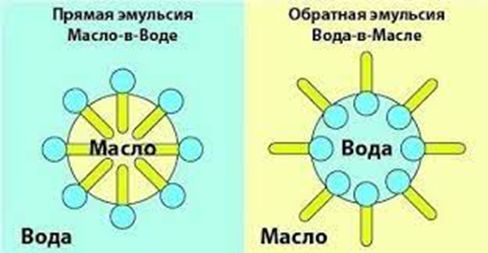 Прямая эмульсия
Масло-в-Воде
Масло
Вода
Обратная эмульсия
Вода-в-Масле
Вода
Масло